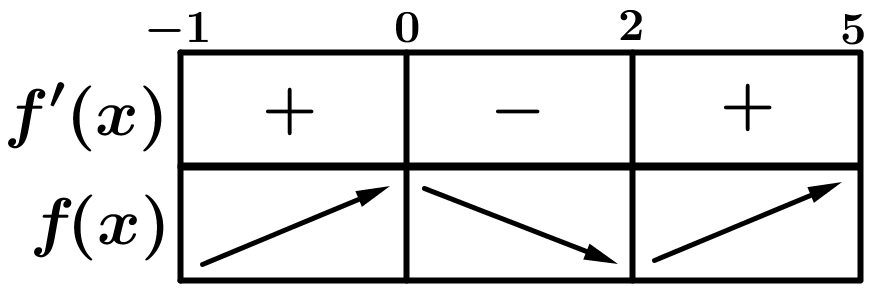 −1 0 2 5
f′(x) + − +
f(x)